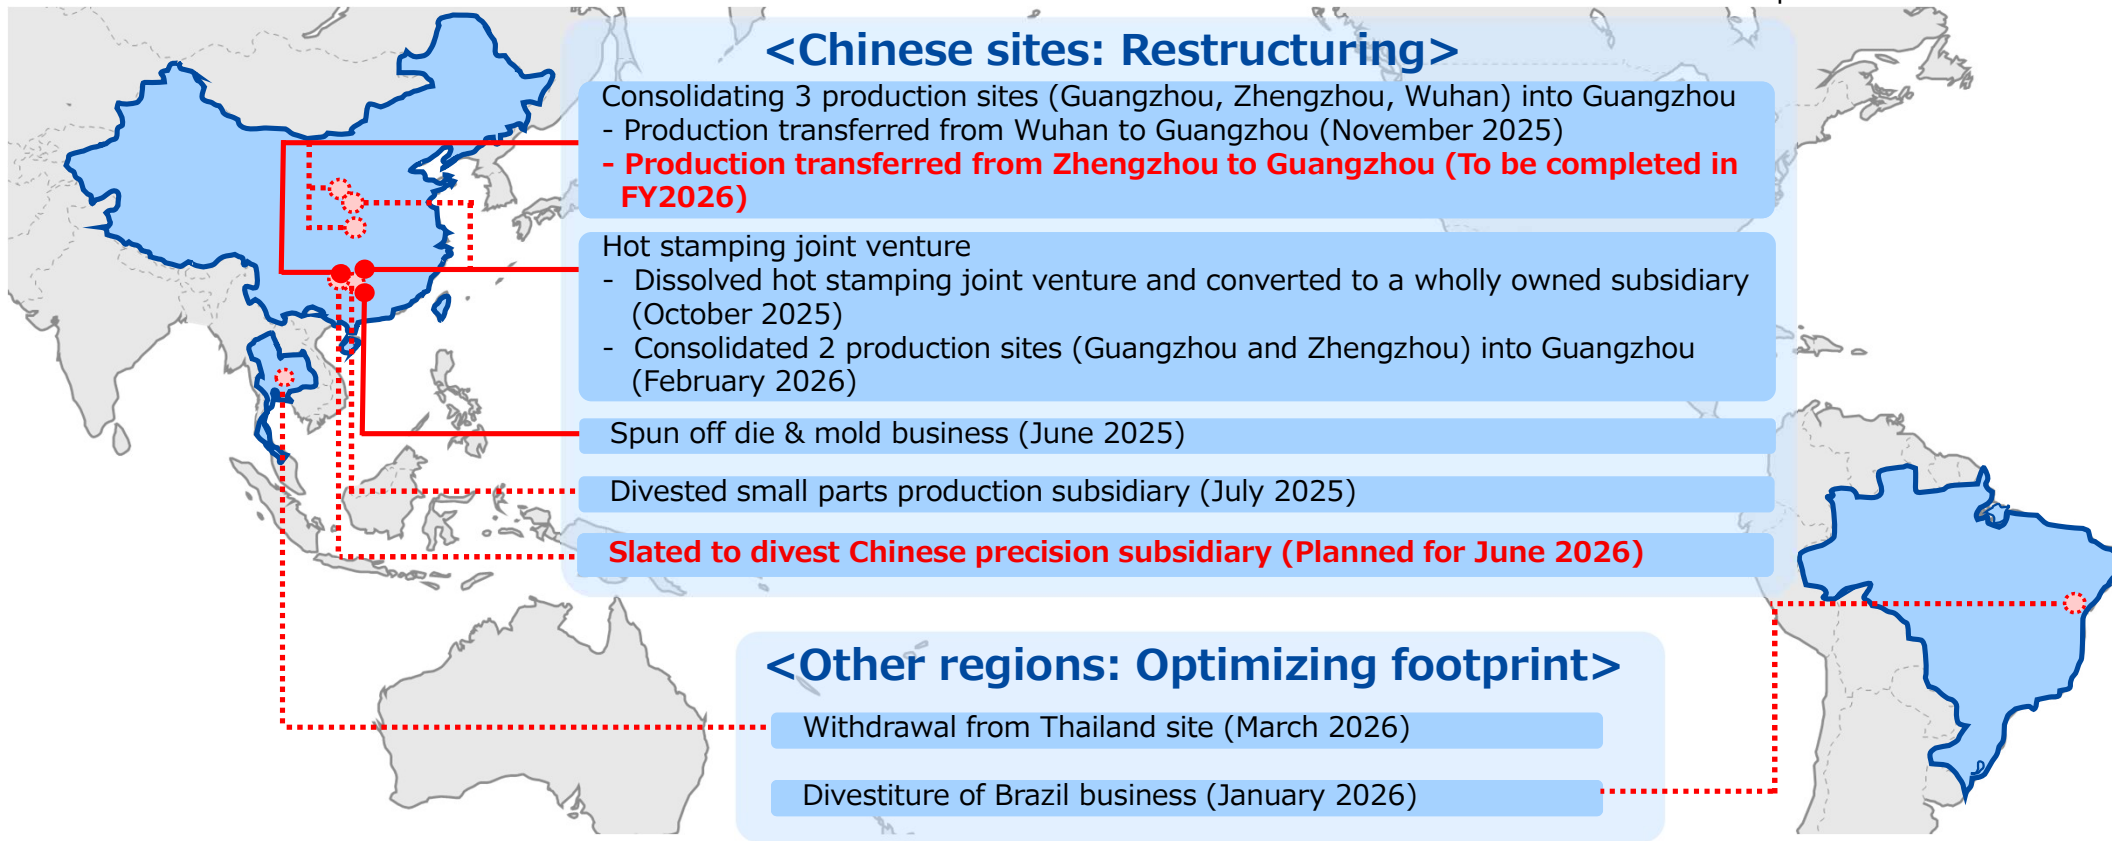 <Chinese sites: Restructuring>
Consolidating 3 production sites (Guangzhou, Zhengzhou, Wuhan) into Guangzhou
- Production transferred from Wuhan to Guangzhou (November 2025)
- Production transferred from Zhengzhou to Guangzhou (To be completed in
FY2026)
Hot stamping joint venture
- Dissolved hot stamping joint venture and converted to a wholly owned subsidiary
(October 2025)
- Consolidated 2 production sites (Guangzhou and Zhengzhou) into Guangzhou
(February 2026)
Spun off die & mold business (June 2025)
Divested small parts production subsidiary (July 2025)
Slated to divest Chinese precision subsidiary (Planned for June 2026)
<Other regions: Optimizing footprint>
Withdrawal from Thailand site (March 2026)
Divestiture of Brazil business (January 2026)